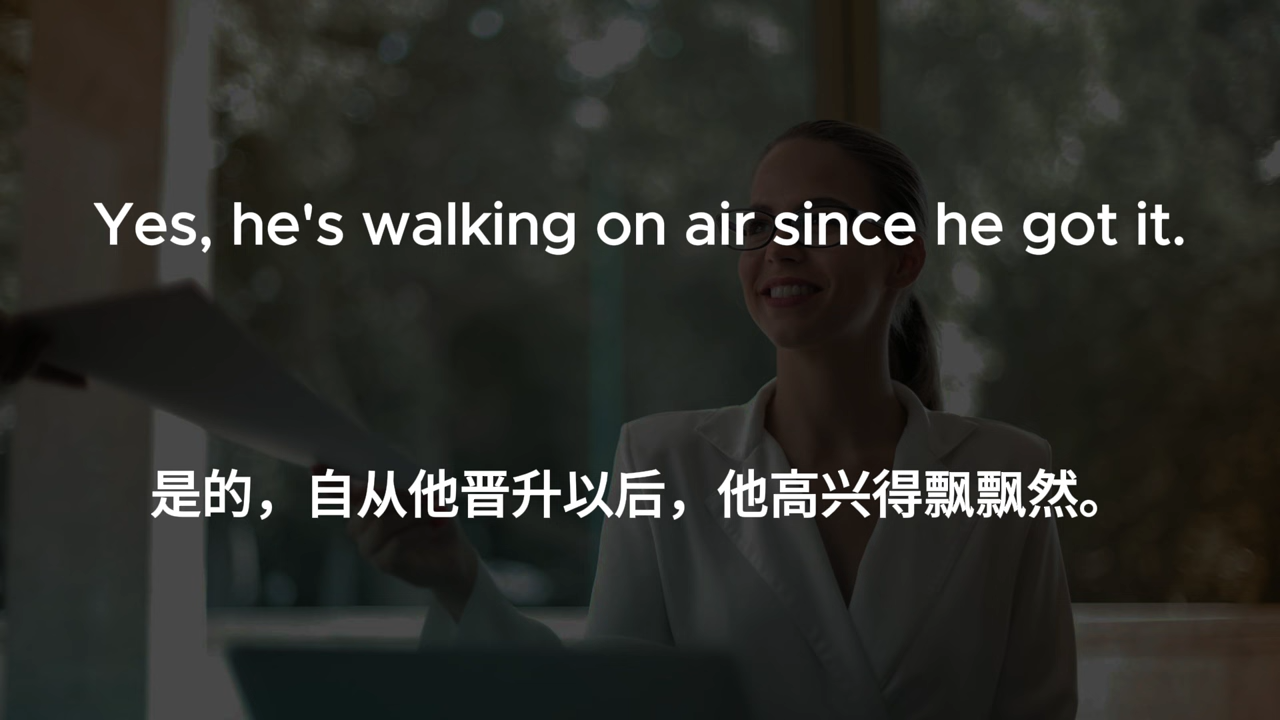 Yes, he's walking on air since he got it.
是的，自从他晋升以后，他高兴得飘飘然。